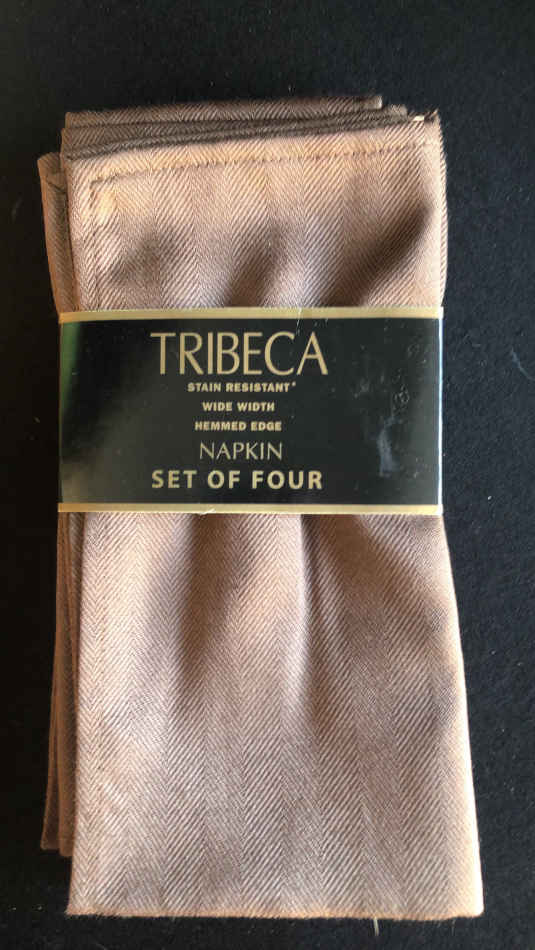 TRIBECA
STAIN RESISTANT*
WIDE WIDTH
HEMMED EDGE
NAPKIN
SET OF FOUR